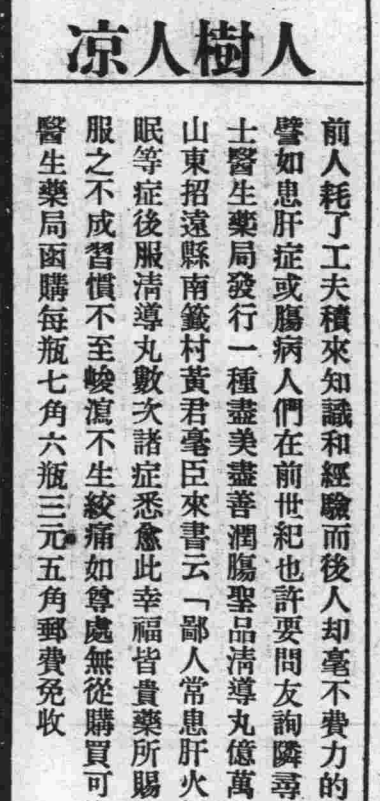 人樹人凉
前人耗了工夫積來知識和經驗而後人却毫不費力的
譬如患肝症或腸病人們在前世紀也許要問友詢隣尋
士醫生藥局發行一種盡美盡善潤腸聖品清導丸億萬
山東招遠縣南籤村黃君毫臣來書云「鄙人常患肝火
眠等症後服清導丸數次諸症悉愈此幸福皆貴藥所賜
服之不成習慣不至峻瀉不生絞痛如尊處無從購買可
醫生藥局函購每瓶七角六瓶三元五角郵費免收